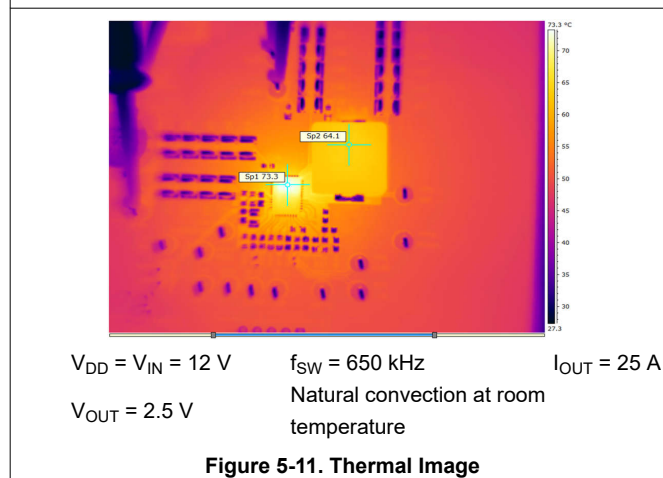 73.3 °C
70
65
60
55
50
45
40
35
30
27.3
Sp2 64.1
Sp1 73.3
V_DD = V_IN = 12 V
f_SW = 650 kHz
I_OUT = 25 A
V_OUT = 2.5 V
Natural convection at room
temperature
Figure 5-11. Thermal Image